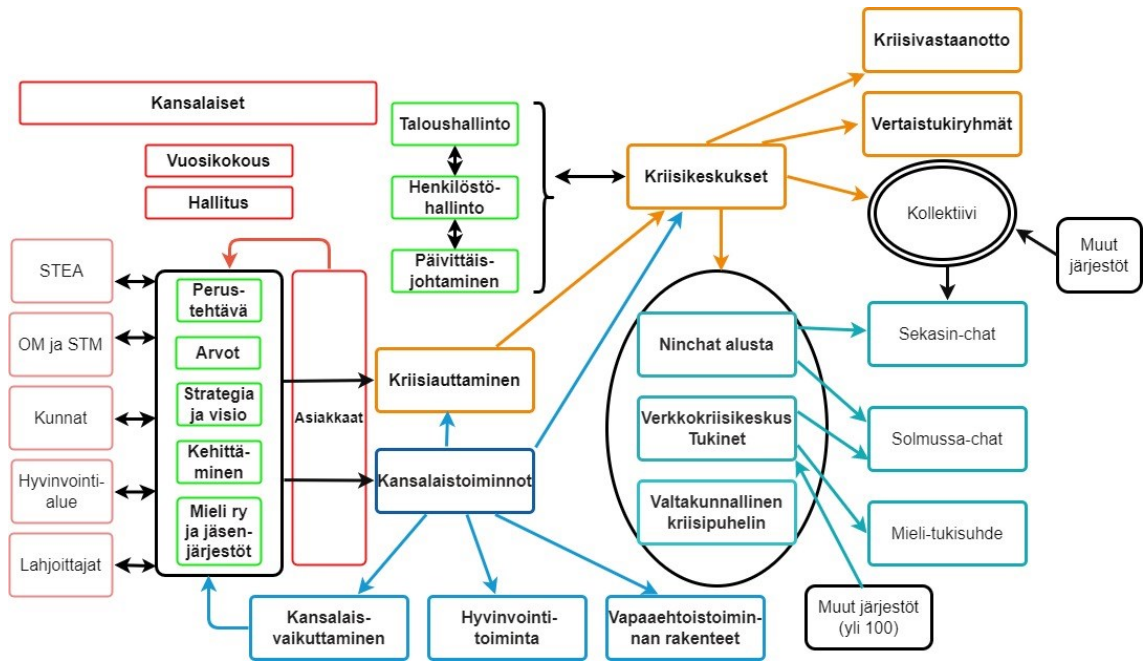 Kriisivastaanotto
Kansalaiset
Taloushallinto
Vertaistukiryhmät
Vuosikokous
Kriisikeskukset
Hallitus
Henkilöstö-
hallinto
Kollektiivi
Muut
järjestöt
STEA
Päivittäis-
johtaminen
Perus-
tehtävä
OM ja STM
Arvot
Ninchat alusta
Sekasin-chat
Kriisiauttaminen
Kunnat
Strategia
ja visio
Asiakkaat
Verkkokriisikeskus
Tukinet
Solmussa-chat
Hyvinvointi-
alue
Kehittä-
minen
Kansalaistoiminnot
Mieli ry
ja jäsen-
järjestöt
Valtakunnallinen
kriisipuhelin
Mieli-tukisuhde
Lahjoittajat
Kansalais-
vaikuttaminen
Hyvinvointi-
toiminta
Vapaaehtoistoimin-
nan rakenteet
Muut järjestöt
(yli 100)